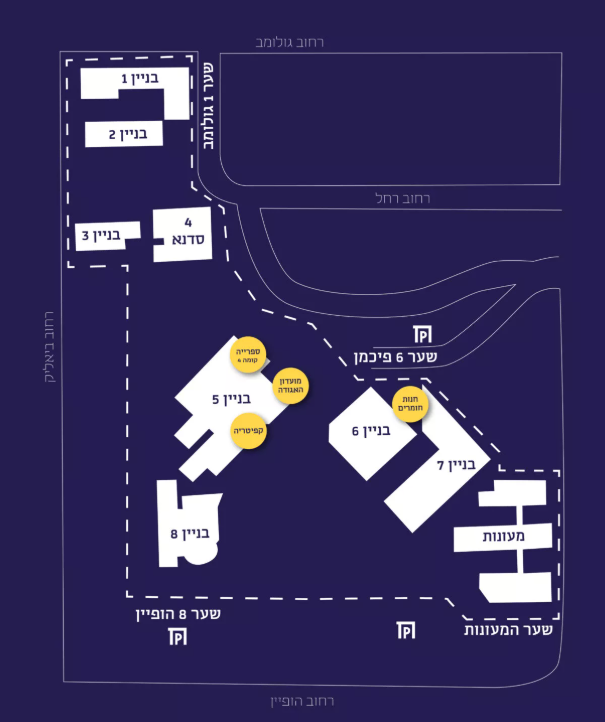 רחוב גולומב
שער 1 גולומב
בניין 1
בניין 2
רחוב רחל
4
סדנא
בניין 3
רחוב ביאליק
P
שער 6 פיכמן
ספרייה
קומה 6
מועדון
האגודה
בניין 5
קפיטריה
חנות
חומרים
בניין 6
בניין 7
בניין 8
מעונות
שער 8 הופיין
P
P
שער המעונות
רחוב הופיין